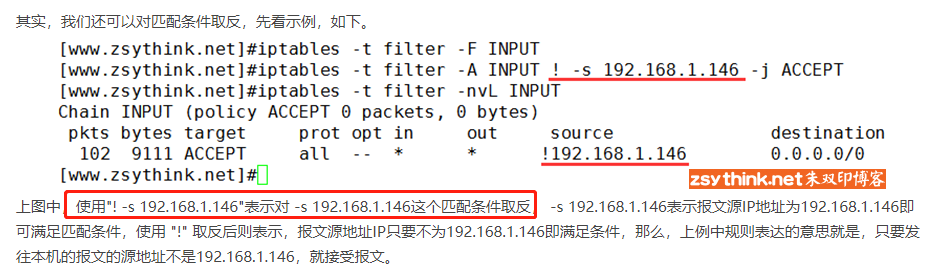 其实，我们还可以对匹配条件取反，先看示例，如下。
[www.zsythink.net]#iptables -t filter -F INPUT
[www.zsythink.net]#iptables -t filter -A INPUT ! -s 192.168.1.146 -j ACCEPT
[www.zsythink.net]#iptables -t filter -nvL INPUT
Chain INPUT (policy ACCEPT 0 packets, 0 bytes)
pkts bytes target prot opt in out source destination
102 9111 ACCEPT all -- * * !192.168.1.146 0.0.0.0/0
[www.zsythink.net]#
zsythink.net朱双印博客
上图中，使用"! -s 192.168.1.146"表示对 -s 192.168.1.146这个匹配条件取反， -s 192.168.1.146表示报文源IP地址为192.168.1.146即
可满足匹配条件，使用 "!" 取反后则表示，报文源地址IP只要不为192.168.1.146即满足条件，那么，上例中规则表达的意思就是，只要发
往本机的报文的源地址不是192.168.1.146，就接受报文。